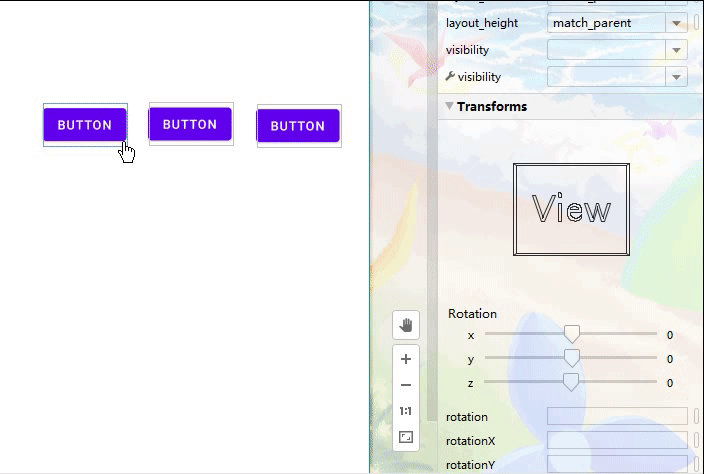 layout_height match_parent
visibility
visibility
Transforms
BUTTON BUTTON BUTTON
View
Rotation
x 0
y 0
z 0
1:1
rotation
rotationX
rotationY